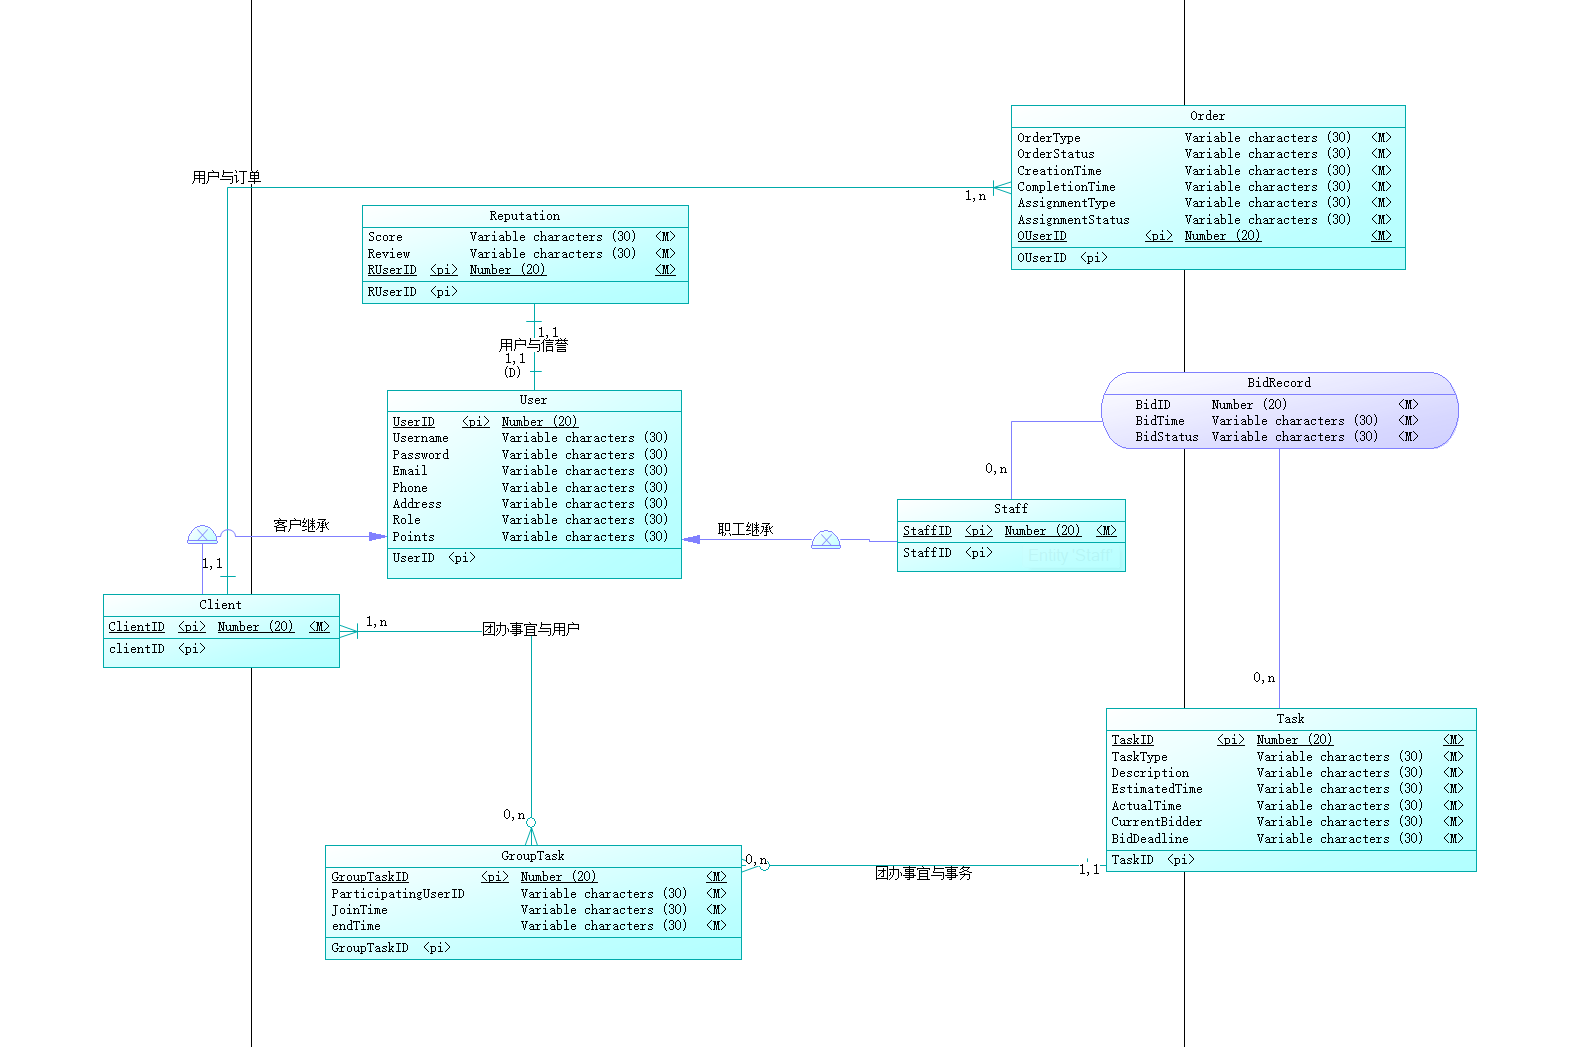 Order
OrderType Variable characters (30) <M>
OrderStatus Variable characters (30) <M>
CreationTime Variable characters (30) <M>
CompletionTime Variable characters (30) <M>
AssignmentType Variable characters (30) <M>
AssignmentStatus Variable characters (30) <M>
OUserID <pi> Number (20) <M>
OUserID <pi>
用户与订单
1,n
Reputation
Score Variable characters (30) <M>
Review Variable characters (30) <M>
RUserID <pi> Number (20) <M>
RUserID <pi>
1,1
用户与信誉
1,1
(D)
User
UserID <pi> Number (20)
Username Variable characters (30)
Password Variable characters (30)
Email Variable characters (30)
Phone Variable characters (30)
Address Variable characters (30)
Role Variable characters (30)
Points Variable characters (30)
UserID <pi>
BidRecord
BidID Number (20) <M>
BidTime Variable characters (30) <M>
BidStatus Variable characters (30) <M>
0,n
Staff
StaffID <pi> Number (20) <M>
StaffID <pi>
Entity 'Staff'
客户继承
职工继承
1,1
Client
ClientID <pi> Number (20) <M>
clientID <pi>
1,n
团办事宜与用户
0,n
0,n
Task
TaskID <pi> Number (20) <M>
TaskType Variable characters (30) <M>
Description Variable characters (30) <M>
EstimatedTime Variable characters (30) <M>
ActualTime Variable characters (30) <M>
CurrentBidder Variable characters (30) <M>
BidDeadline Variable characters (30) <M>
TaskID <pi>
GroupTask
GroupTaskID <pi> Number (20) <M>
ParticipatingUserID Variable characters (30) <M>
JoinTime Variable characters (30) <M>
endTime Variable characters (30) <M>
GroupTaskID <pi>
0,n
团办事宜与事务
1,1